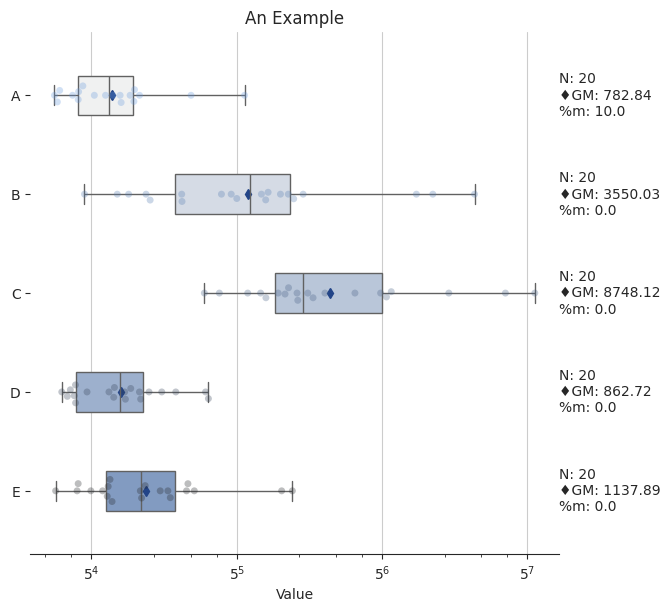 An Example
A
N: 20
♦GM: 782.84
%m: 10.0
B
N: 20
♦GM: 3550.03
%m: 0.0
C
N: 20
♦GM: 8748.12
%m: 0.0
D
N: 20
♦GM: 862.72
%m: 0.0
E
N: 20
♦GM: 1137.89
%m: 0.0
5⁴ 5⁵ 5⁶ 5⁷
Value